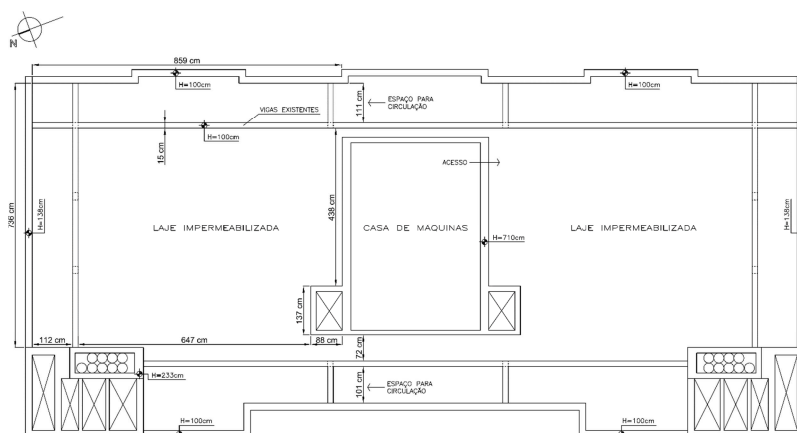 N
859 cm
H=100cm
H=100cm
111 cm
ESPAÇO PARA
CIRCULAÇÃO
VIGAS EXISTENTES
H=100cm
15 cm
ACESSO
736 cm
H=138cm
438 cm
H=138cm
LAJE IMPERMEABILIZADA
CASA DE MAQUINAS
LAJE IMPERMEABILIZADA
H=710cm
137 cm
112 cm
647 cm
88 cm
72 cm
H=233cm
101 cm
ESPAÇO PARA
CIRCULAÇÃO
H=100cm
H=100cm